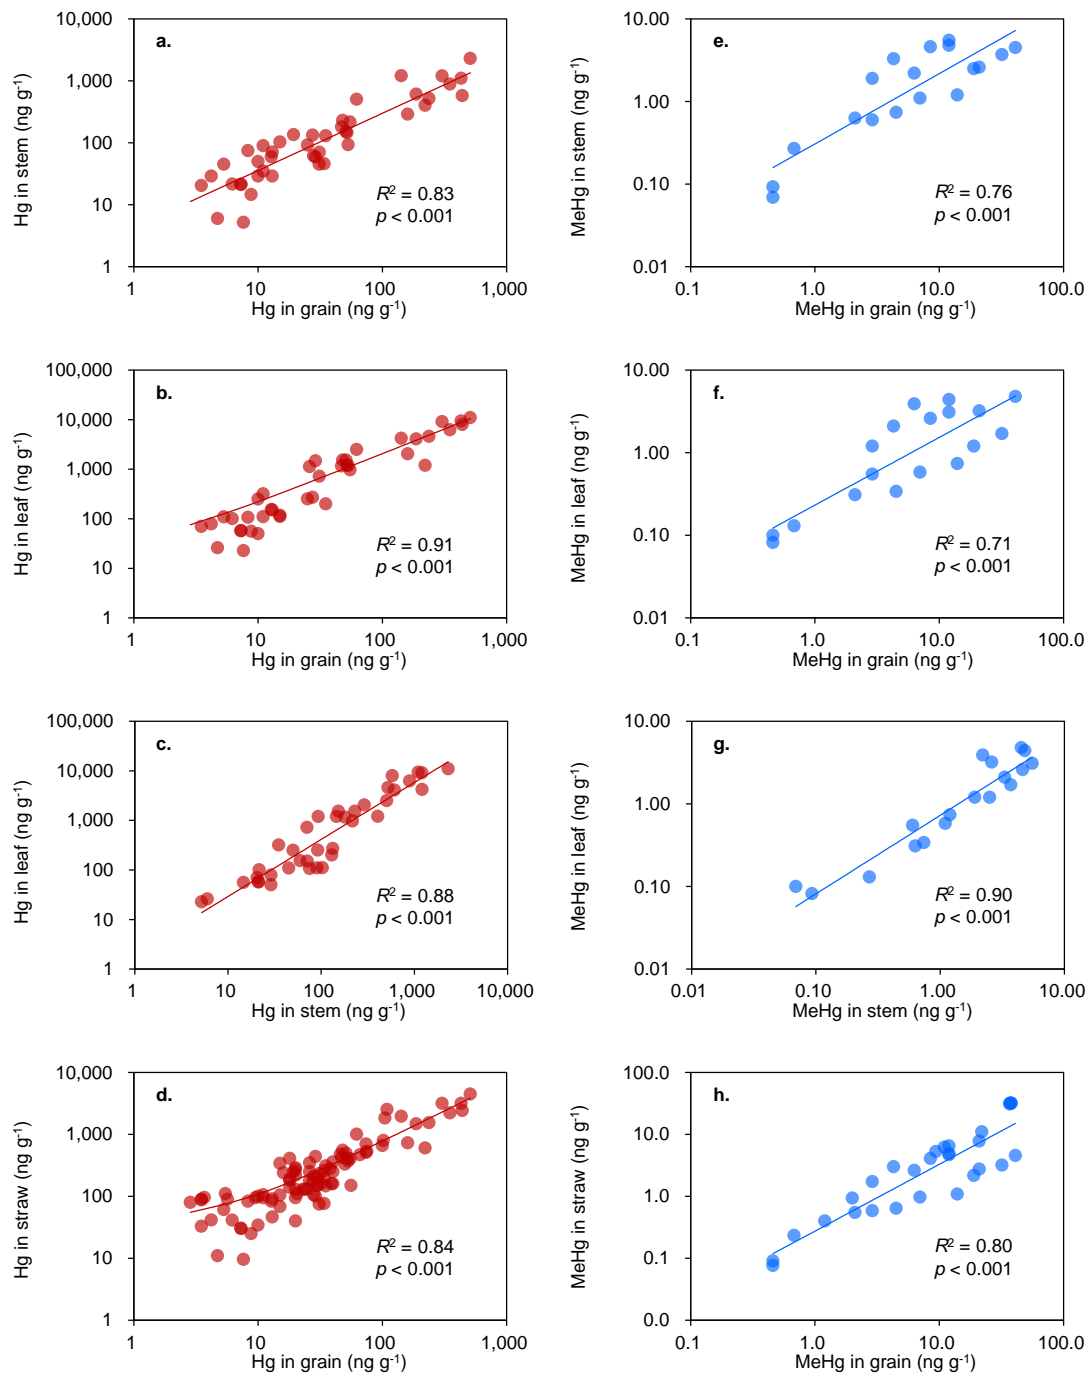 a.
Hg in stem (ng g-1)
10,000
1,000
100
10
1
R2 = 0.83
p < 0.001
1
10
100
1,000
Hg in grain (ng g-1)
e.
MeHg in stem (ng g-1)
10.00
1.00
0.10
0.01
R2 = 0.76
p < 0.001
0.1
1.0
10.0
100.0
MeHg in grain (ng g-1)
b.
Hg in leaf (ng g-1)
100,000
10,000
1,000
100
10
1
R2 = 0.91
p < 0.001
1
10
100
1,000
Hg in grain (ng g-1)
f.
MeHg in leaf (ng g-1)
10.00
1.00
0.10
0.01
R2 = 0.71
p < 0.001
0.1
1.0
10.0
100.0
MeHg in grain (ng g-1)
c.
Hg in leaf (ng g-1)
100,000
10,000
1,000
100
10
1
R2 = 0.88
p < 0.001
1
10
100
1,000
10,000
Hg in stem (ng g-1)
g.
MeHg in leaf (ng g-1)
10.00
1.00
0.10
0.01
R2 = 0.90
p < 0.001
0.01
0.10
1.00
10.00
MeHg in stem (ng g-1)
d.
Hg in straw (ng g-1)
10,000
1,000
100
10
1
R2 = 0.84
p < 0.001
1
10
100
1,000
Hg in grain (ng g-1)
h.
MeHg in straw (ng g-1)
100.0
10.0
1.0
0.1
0.0
R2 = 0.80
p < 0.001
0.1
1.0
10.0
100.0
MeHg in grain (ng g-1)